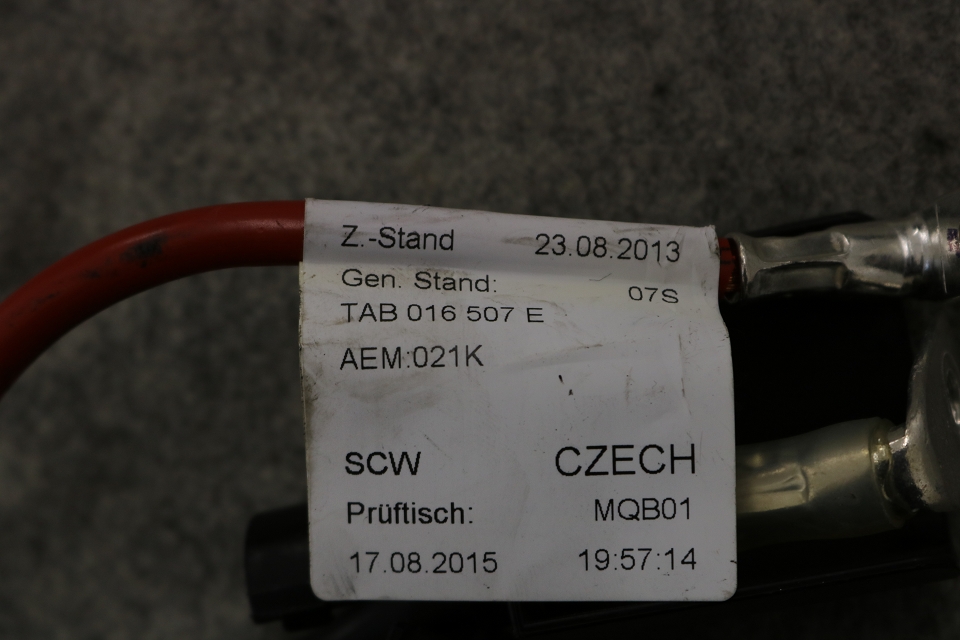 Z.-Stand 23.08.2013
Gen. Stand: 07S
TAB 016 507 E
AEM:021K
SCW CZECH
Prüftisch: MQB01
17.08.2015 19:57:14